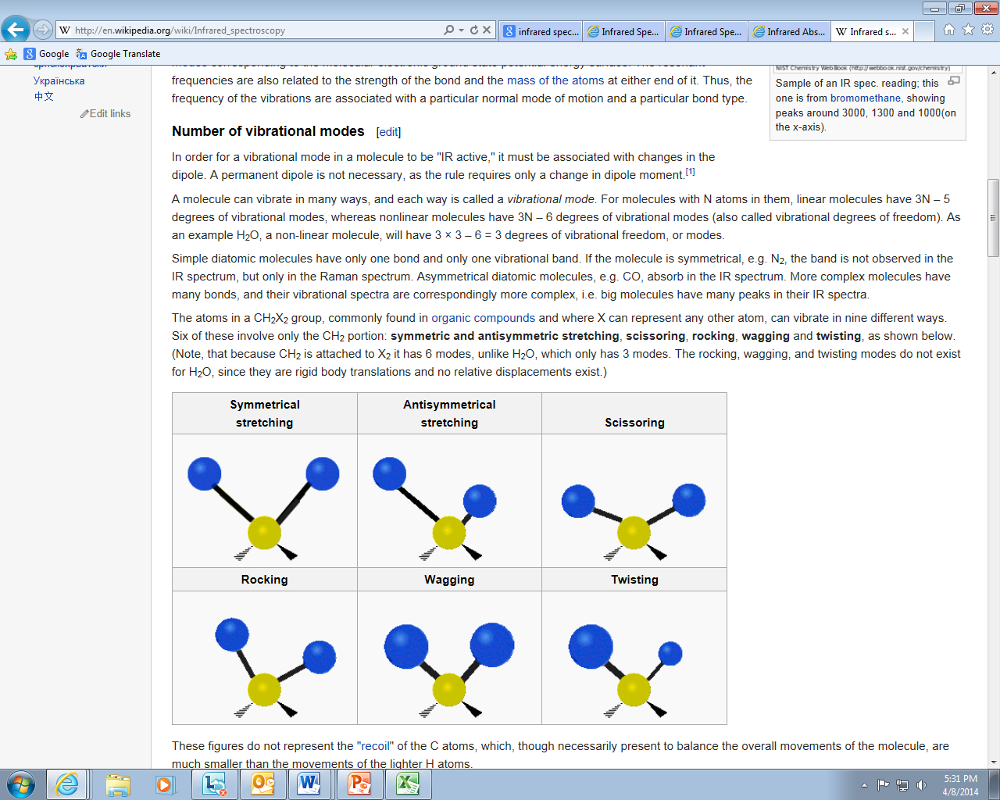 http://en.wikipedia.org/wiki/Infrared_spectroscopy
infrared spec...
Infrared Spe...
Infrared Spe...
Infrared Abs...
W Infrared s...
Google
Google Translate
српскохрватски
Українська
中文
Edit links
frequencies are also related to the strength of the bond and the mass of the atoms at either end of it. Thus, the
frequency of the vibrations are associated with a particular normal mode of motion and a particular bond type.
NIST Chemistry WebBook (http://webbook.nist.gov/chemistry)
Sample of an IR spec. reading; this
one is from bromomethane, showing
peaks around 3000, 1300 and 1000(on
the x-axis).
Number of vibrational modes [edit]
In order for a vibrational mode in a molecule to be "IR active," it must be associated with changes in the
dipole. A permanent dipole is not necessary, as the rule requires only a change in dipole moment.[1]
A molecule can vibrate in many ways, and each way is called a vibrational mode. For molecules with N atoms in them, linear molecules have 3N – 5
degrees of vibrational modes, whereas nonlinear molecules have 3N – 6 degrees of vibrational modes (also called vibrational degrees of freedom). As
an example H2O, a non-linear molecule, will have 3 × 3 – 6 = 3 degrees of vibrational freedom, or modes.
Simple diatomic molecules have only one bond and only one vibrational band. If the molecule is symmetrical, e.g. N2, the band is not observed in the
IR spectrum, but only in the Raman spectrum. Asymmetrical diatomic molecules, e.g. CO, absorb in the IR spectrum. More complex molecules have
many bonds, and their vibrational spectra are correspondingly more complex, i.e. big molecules have many peaks in their IR spectra.
The atoms in a CH2X2 group, commonly found in organic compounds and where X can represent any other atom, can vibrate in nine different ways.
Six of these involve only the CH2 portion: symmetric and antisymmetric stretching, scissoring, rocking, wagging and twisting, as shown below.
(Note, that because CH2 is attached to X2 it has 6 modes, unlike H2O, which only has 3 modes. The rocking, wagging, and twisting modes do not exist
for H2O, since they are rigid body translations and no relative displacements exist.)
Symmetrical
stretching
Antisymmetrical
stretching
Scissoring
Rocking
Wagging
Twisting
These figures do not represent the "recoil" of the C atoms, which, though necessarily present to balance the overall movements of the molecule, are
much smaller than the movements of the lighter H atoms.
5:31 PM
4/8/2014